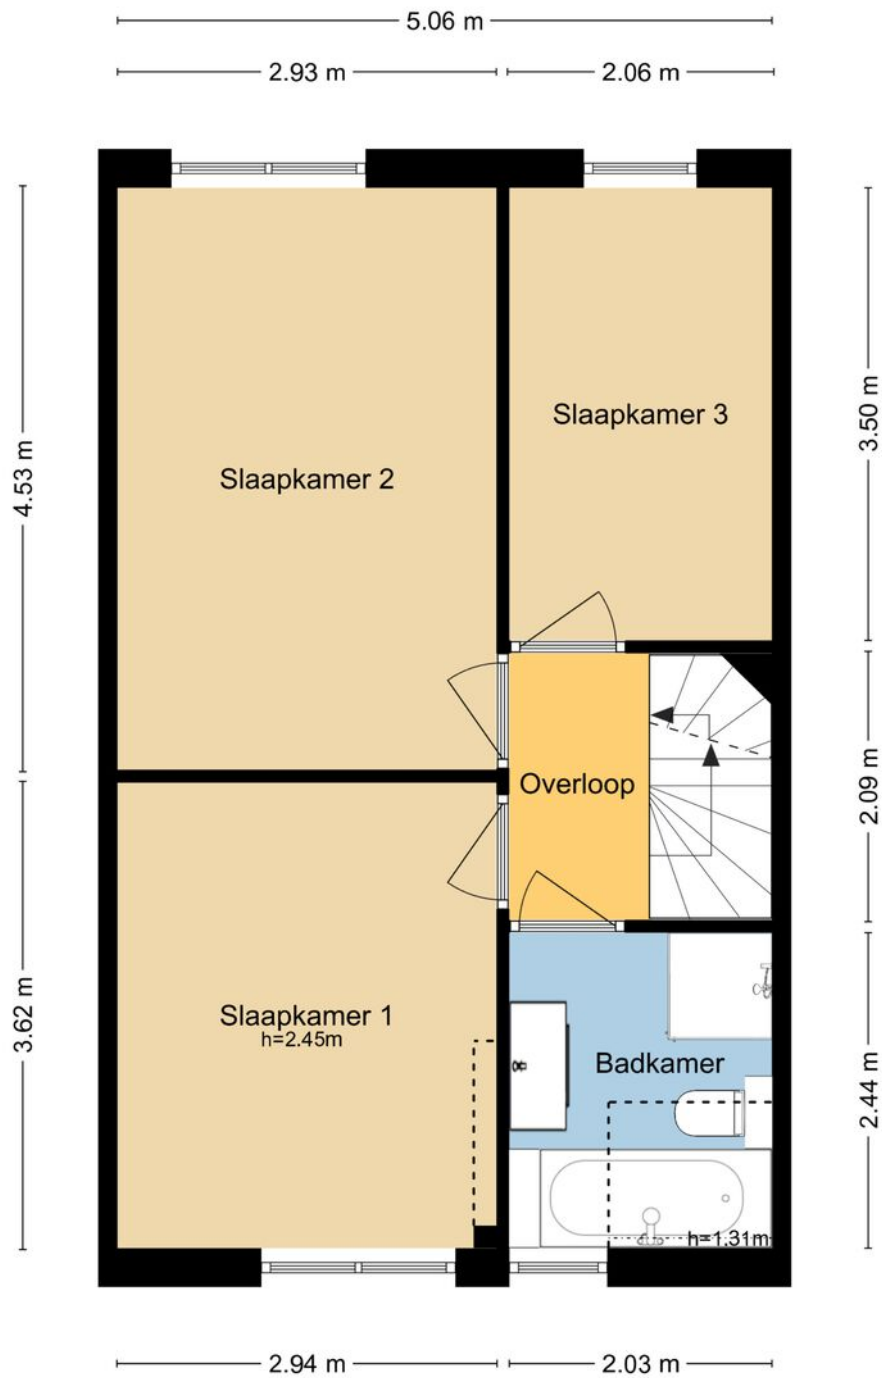 5.06 m
2.93 m
2.06 m
4.53 m
3.50 m
Slaapkamer 3
Slaapkamer 2
Overloop
2.09 m
3.62 m
Slaapkamer 1
h=2.45m
Badkamer
2.44 m
h=1.31m
2.94 m
2.03 m